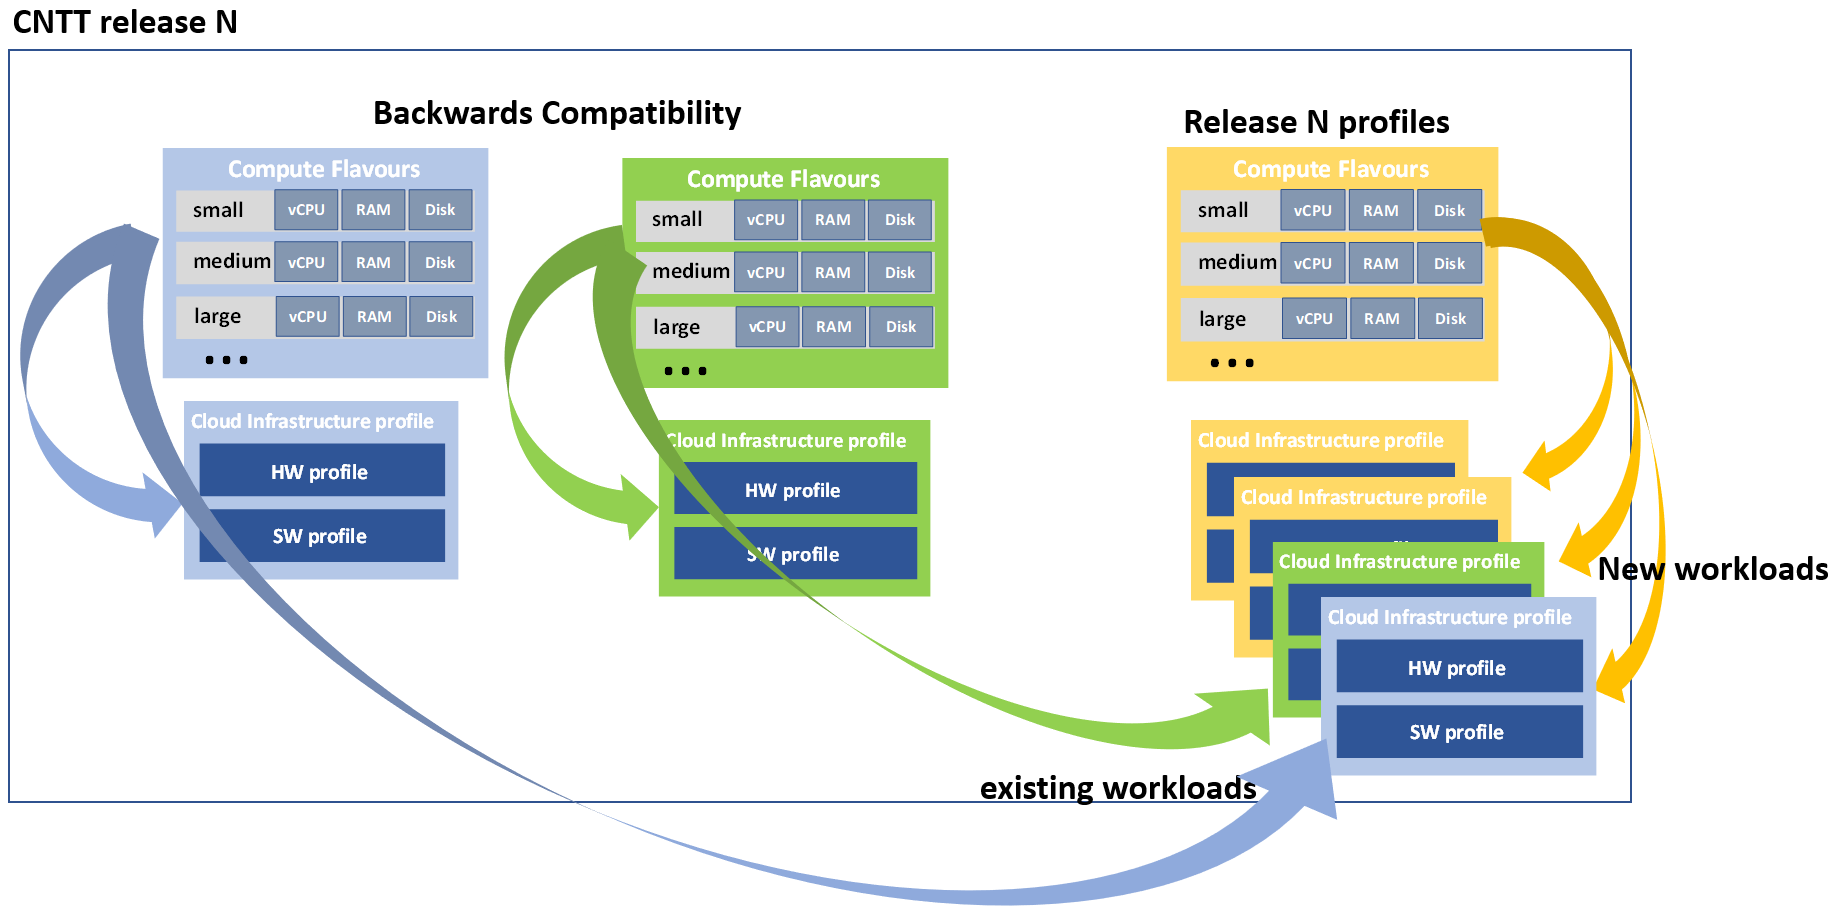 CNTT release N
Backwards Compatibility
Release N profiles
Compute Flavours
small vCPU RAM Disk
medium vCPU RAM Disk
large vCPU RAM Disk
...
Cloud Infrastructure profile
HW profile
SW profile
Compute Flavours
small vCPU RAM Disk
medium vCPU RAM Disk
large vCPU RAM Disk
...
Cloud Infrastructure profile
HW profile
SW profile
Compute Flavours
small vCPU RAM Disk
medium vCPU RAM Disk
large vCPU RAM Disk
...
Cloud Infrastructure profile
Cloud Infrastructure profile
Cloud Infrastructure profile
Cloud Infrastructure profile
HW profile
SW profile
New workloads
existing workloads